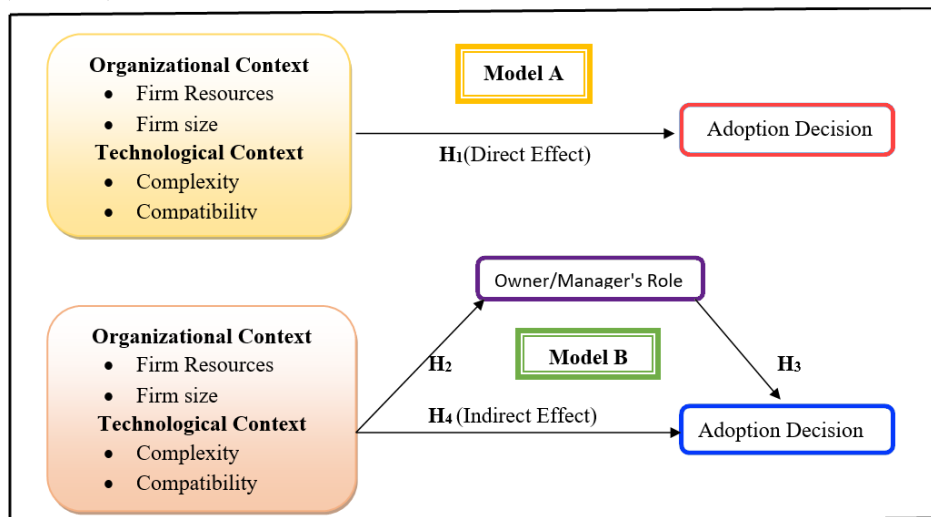 Organizational Context
• Firm Resources
• Firm size
Technological Context
• Complexity
• Compatibility
Model A
H1(Direct Effect)
Adoption Decision
Owner/Manager's Role
Organizational Context
• Firm Resources
• Firm size
Technological Context
• Complexity
• Compatibility
H2
Model B
H3
H4 (Indirect Effect)
Adoption Decision